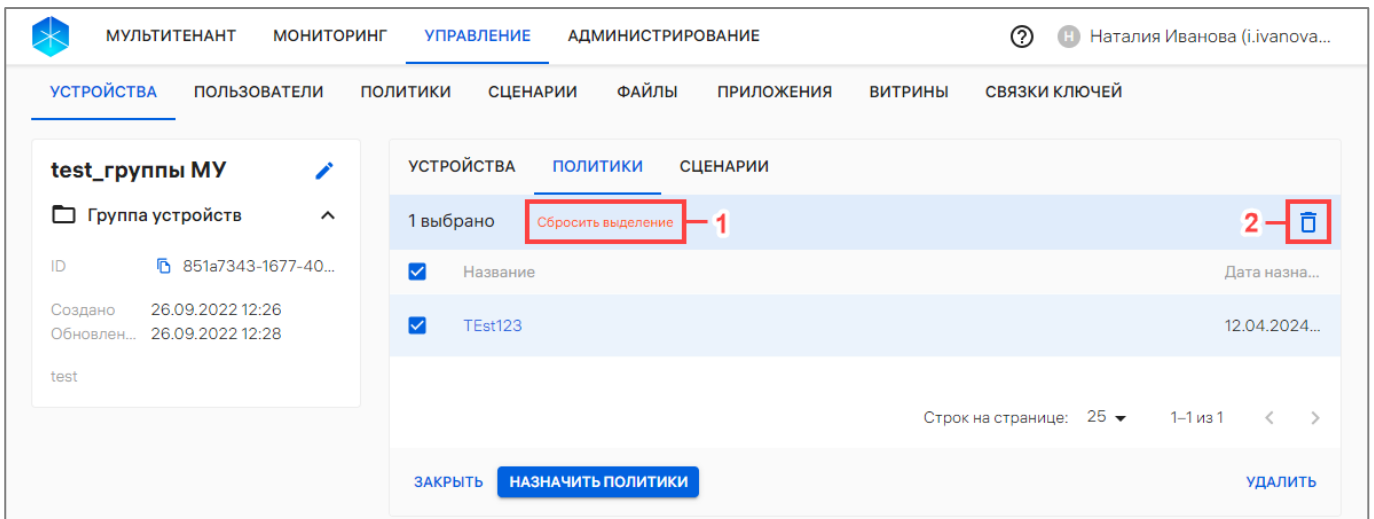 МУЛЬТИТЕНАНТ МОНИТОРИНГ УПРАВЛЕНИЕ АДМИНИСТРИРОВАНИЕ ? Н Наталия Иванова (i.ivanova...
УСТРОЙСТВА ПОЛЬЗОВАТЕЛИ ПОЛИТИКИ СЦЕНАРИИ ФАЙЛЫ ПРИЛОЖЕНИЯ ВИТРИНЫ СВЯЗКИ КЛЮЧЕЙ
test_группы МУ
Группа устройств
ID 851a7343-1677-40...
Создано 26.09.2022 12:26
Обновлен... 26.09.2022 12:28
test
УСТРОЙСТВА ПОЛИТИКИ СЦЕНАРИИ
1 выбрано Сбросить выделение 1 2
Название Дата назна...
TEst123 12.04.2024...
Строк на странице: 25 1–1 из 1
ЗАКРЫТЬ НАЗНАЧИТЬ ПОЛИТИКИ УДАЛИТЬ